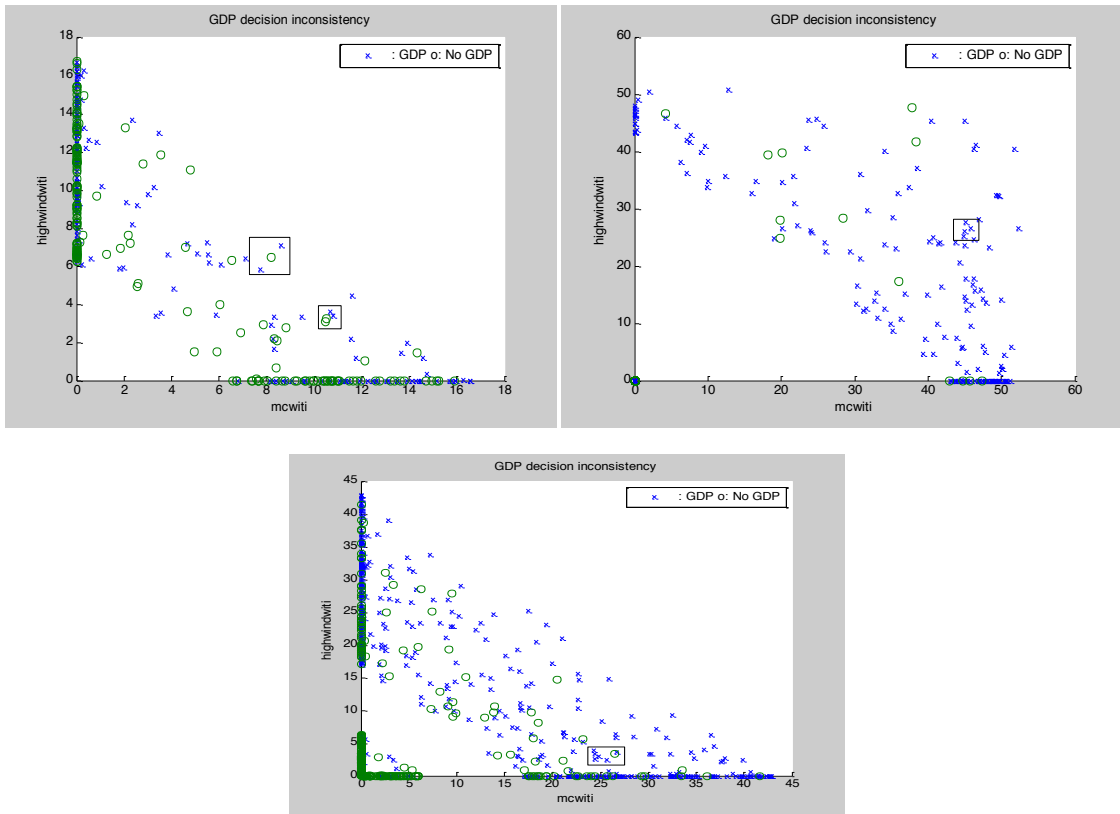 GDP decision inconsistency
x : GDP o: No GDP
highwindwiti
18
16
14
12
10
8
6
4
2
0
0 2 4 6 8 10 12 14 16 18
mcwiti
GDP decision inconsistency
x : GDP o: No GDP
highwindwiti
60
50
40
30
20
10
0
0 10 20 30 40 50 60
mcwiti
GDP decision inconsistency
x : GDP o: No GDP
highwindwiti
45
40
35
30
25
20
15
10
5
0
0 5 10 15 20 25 30 35 40 45
mcwiti